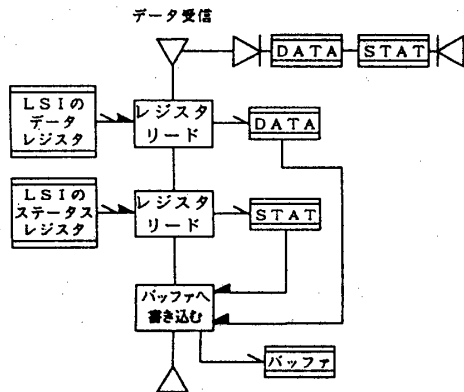 データ受信
DATA
STAT
LSIの
データ
レジスタ
レジスタ
リード
DATA
LSIの
ステータス
レジスタ
レジスタ
リード
STAT
バッファへ
書き込む
バッファ